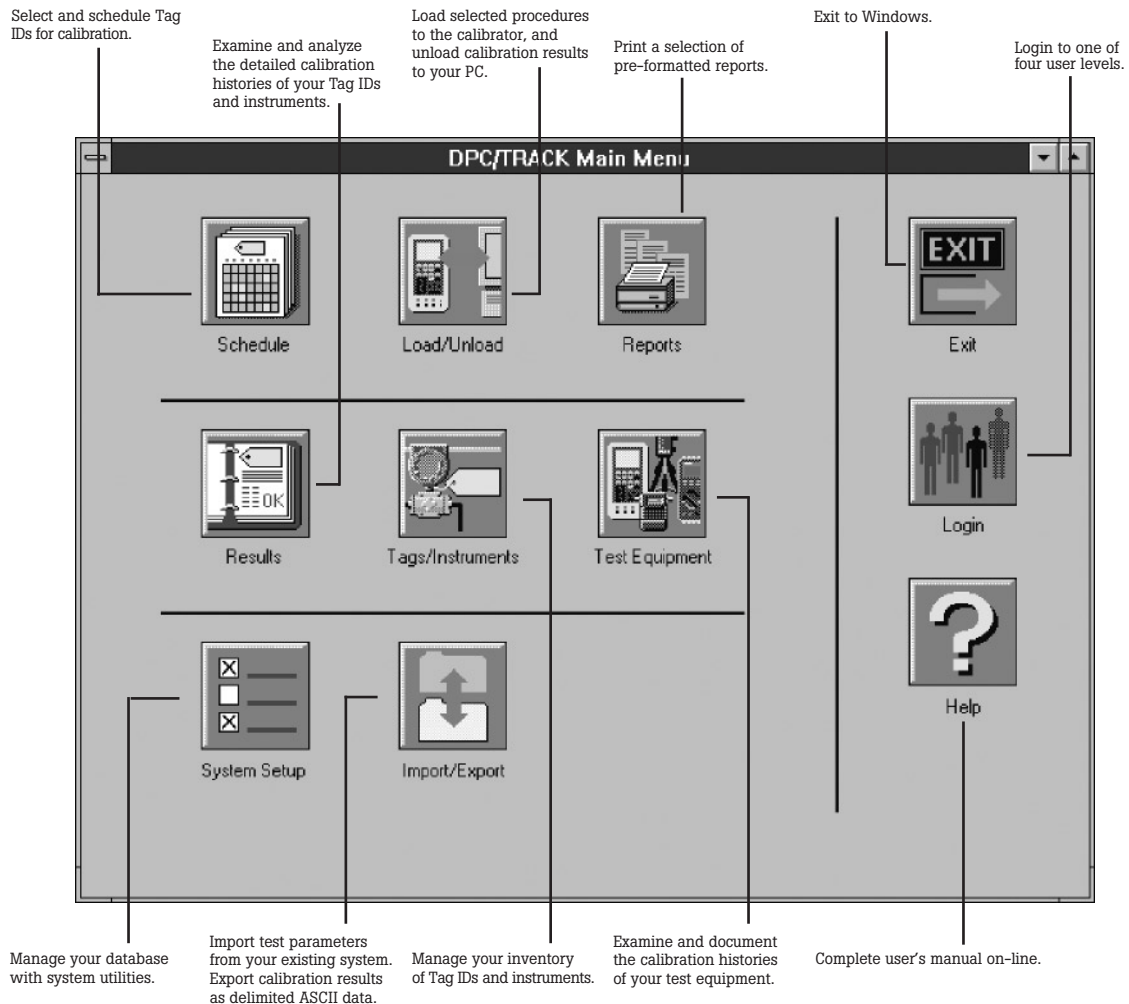 Select and schedule Tag
IDs for calibration.
Examine and analyze
the detailed calibration
histories of your Tag IDs
and instruments.
Load selected procedures
to the calibrator, and
unload calibration results
to your PC.
Print a selection of
pre-formatted reports.
Exit to Windows.
Login to one of
four user levels.
DPC/TRACK Main Menu
Schedule
Load/Unload
Reports
EXIT
Exit
OK
Results
Tags/Instruments
Test Equipment
Login
System Setup
Import/Export
?
Help
Manage your database
with system utilities.
Import test parameters
from your existing system.
Export calibration results
as delimited ASCII data.
Manage your inventory
of Tag IDs and instruments.
Examine and document
the calibration histories
of your test equipment.
Complete user's manual on-line.